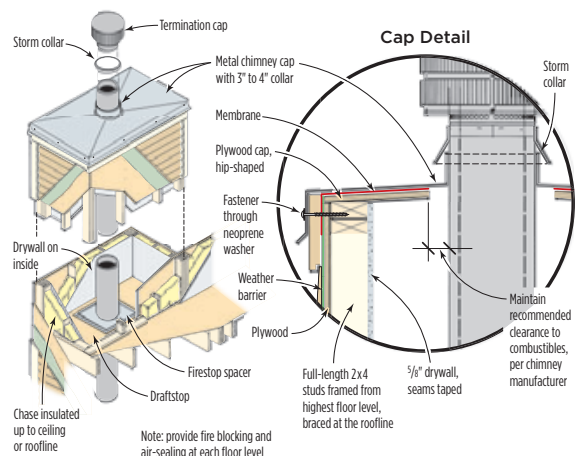 Termination cap
Storm collar
Metal chimney cap
with 3" to 4" collar
Drywall on
inside
Firestop spacer
Draftstop
Chase insulated
up to ceiling
or roofline
Note: provide fire blocking and
air-sealing at each floor level
Cap Detail
Storm
collar
Membrane
Plywood cap,
hip-shaped
Fastener
through
neoprene
washer
Weather
barrier
Plywood
Full-length 2x4
studs framed from
highest floor level,
braced at the roofline
5/8" drywall,
seams taped
Maintain
recommended
clearance to
combustibles,
per chimney
manufacturer